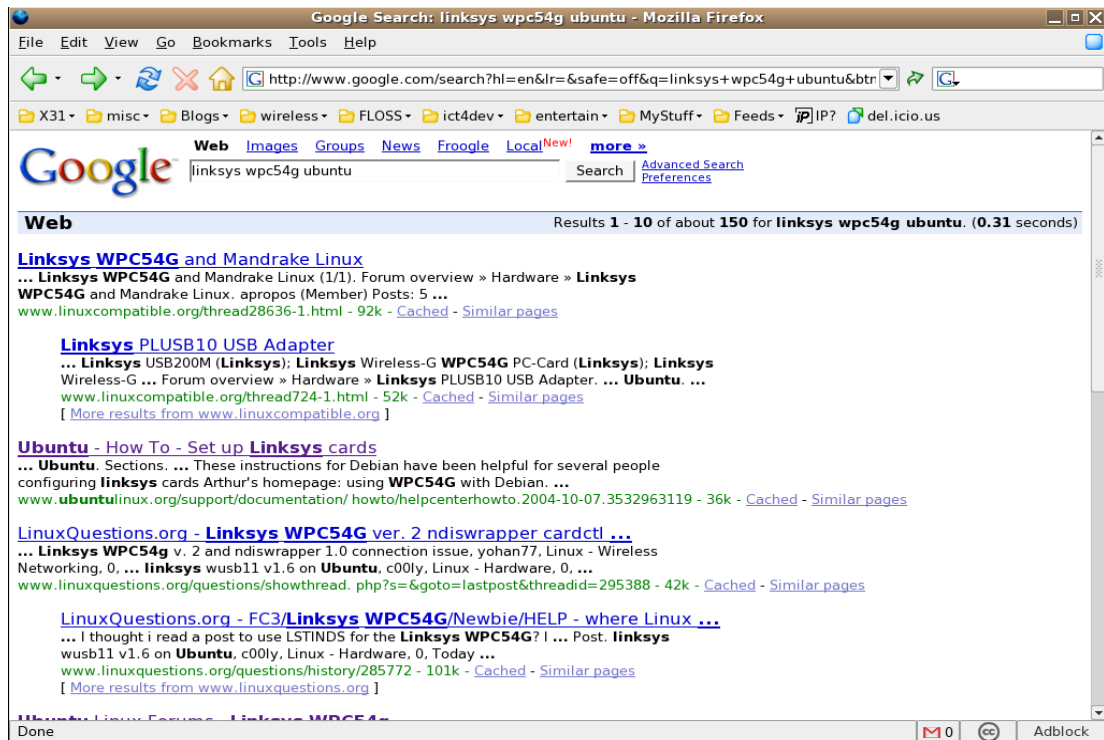 Google Search: linksys wpc54g ubuntu - Mozilla Firefox
File Edit View Go Bookmarks Tools Help
G http://www.google.com/search?hl=en&lr=&safe=off&q=linksys+wpc54g+ubuntu&btr G
X31 misc Blogs wireless FLOSS ict4dev entertain MyStuff Feeds IP IP? del.icio.us
Google™
Web Images Groups News Froogle Local New! more »
linksys wpc54g ubuntu Search Advanced Search
Preferences
Web Results 1 - 10 of about 150 for linksys wpc54g ubuntu. (0.31 seconds)
Linksys WPC54G and Mandrake Linux
... Linksys WPC54G and Mandrake Linux (1/1). Forum overview » Hardware » Linksys
WPC54G and Mandrake Linux. apropos (Member) Posts: 5 ...
www.linuxcompatible.org/thread28636-1.html - 92k - Cached - Similar pages
Linksys PLUSB10 USB Adapter
... Linksys USB200M (Linksys); Linksys Wireless-G WPC54G PC-Card (Linksys); Linksys
Wireless-G ... Forum overview » Hardware » Linksys PLUSB10 USB Adapter. ... Ubuntu. ...
www.linuxcompatible.org/thread724-1.html - 52k - Cached - Similar pages
[ More results from www.linuxcompatible.org ]
Ubuntu - How To - Set up Linksys cards
... Ubuntu. Sections. ... These instructions for Debian have been helpful for several people
configuring linksys cards Arthur's homepage: using WPC54G with Debian. ...
www.ubuntulinux.org/support/documentation/ howto/helpcenterhowto.2004-10-07.3532963119 - 36k - Cached - Similar pages
LinuxQuestions.org - Linksys WPC54G ver. 2 ndiswrapper cardctl ...
... Linksys WPC54g v. 2 and ndiswrapper 1.0 connection issue, yohan77, Linux - Wireless
Networking, 0, ... linksys wusb11 v1.6 on Ubuntu, c00ly, Linux - Hardware, 0, ...
www.linuxquestions.org/questions/showthread. php?s=&goto=lastpost&threadid=295388 - 42k - Cached - Similar pages
LinuxQuestions.org - FC3/Linksys WPC54G/Newbie/HELP - where Linux ...
... I thought i read a post to use LSTINDS for the Linksys WPC54G? I ... Post. linksys
wusb11 v1.6 on Ubuntu, c00ly, Linux - Hardware, 0, Today ...
www.linuxquestions.org/questions/history/285772 - 101k - Cached - Similar pages
[ More results from www.linuxquestions.org ]
Ubuntu Linux Forums - Linksys WPC54g
Done M 0 cc Adblock